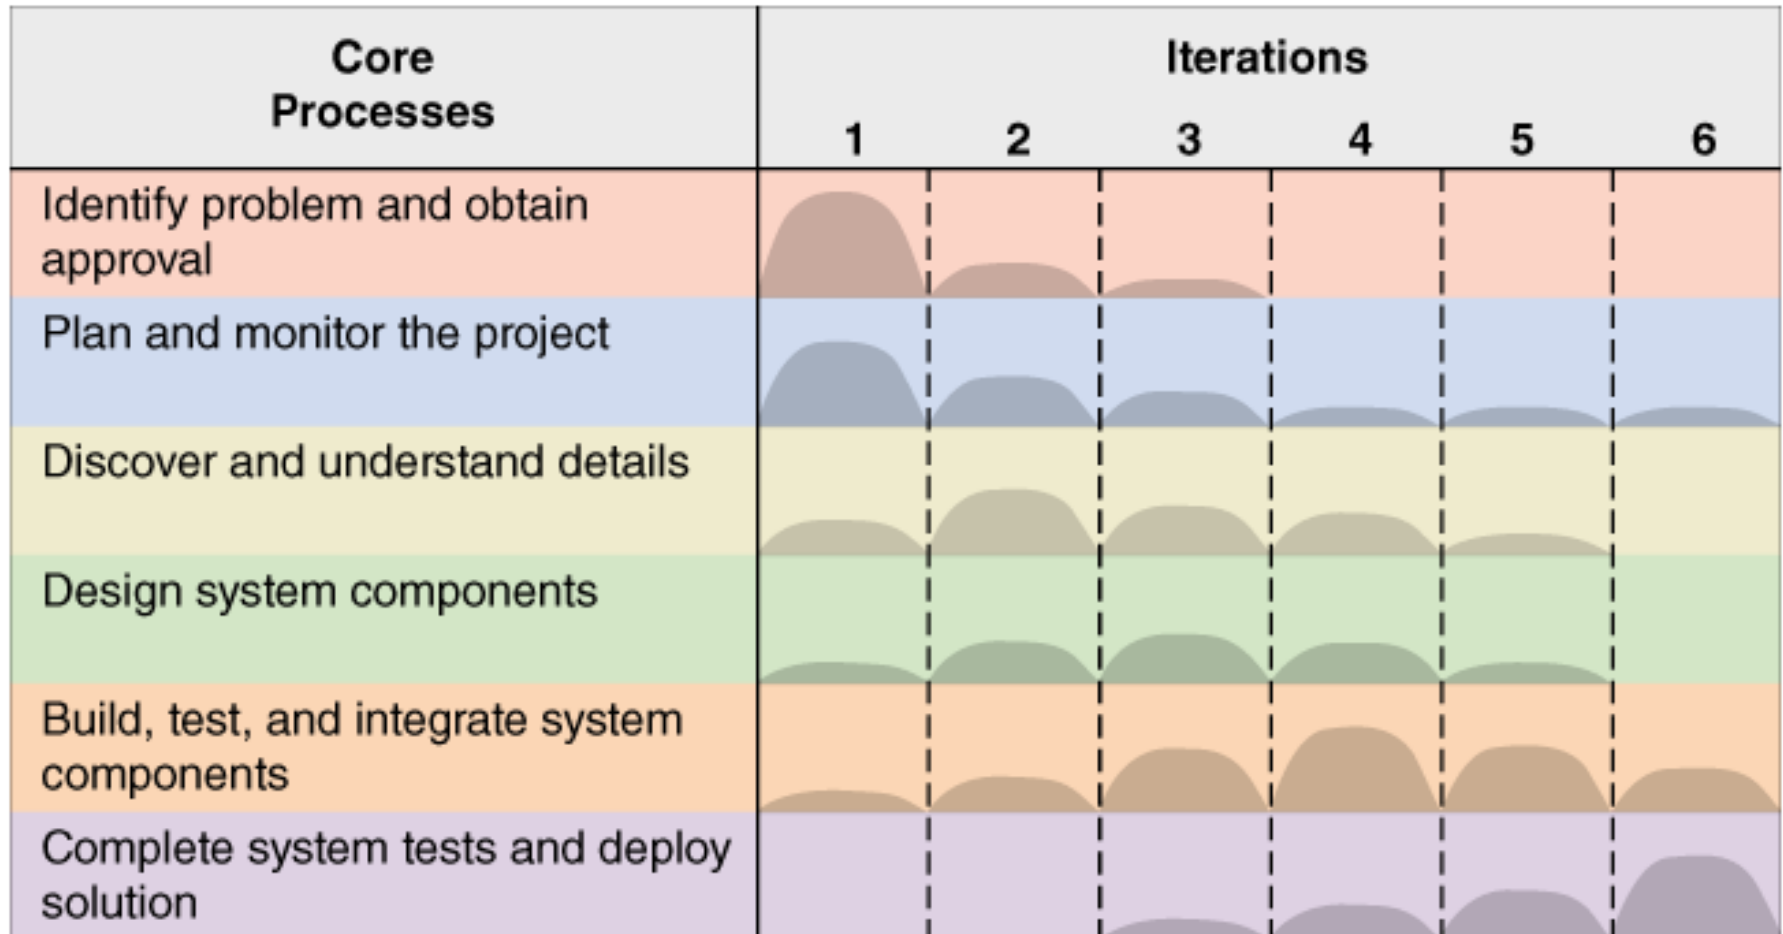 Core
Processes
Iterations
1 2 3 4 5 6
Identify problem and obtain
approval
Plan and monitor the project
Discover and understand details
Design system components
Build, test, and integrate system
components
Complete system tests and deploy
solution